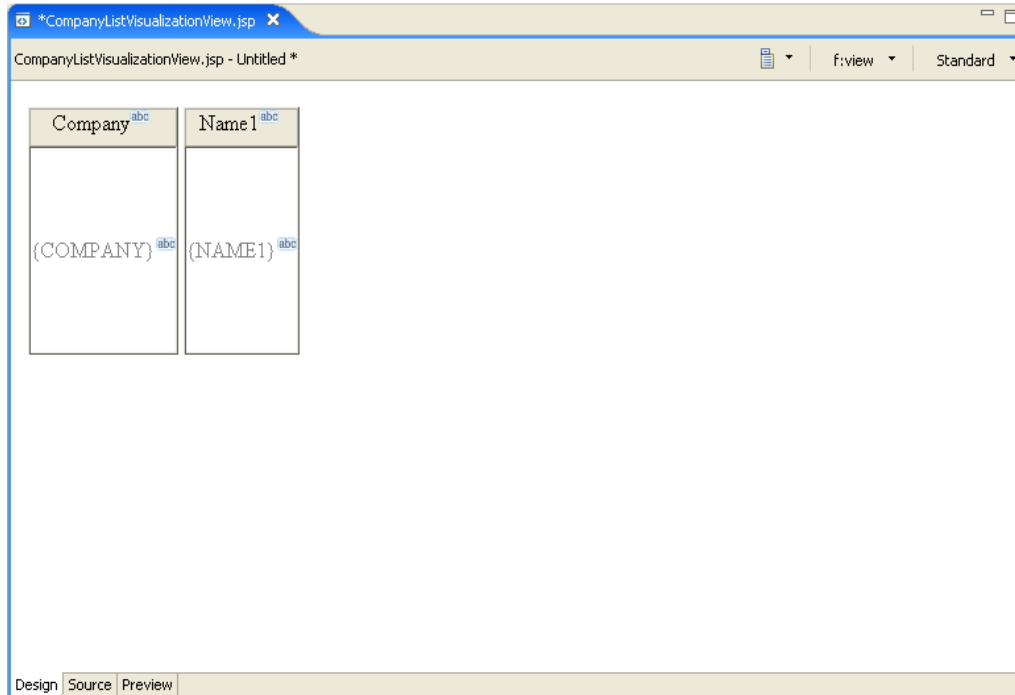 *CompanyListVisualizationView.jsp
CompanyListVisualizationView.jsp - Untitled * f:view Standard
Company abc Name1 abc
{COMPANY} abc {NAME1} abc
Design Source Preview